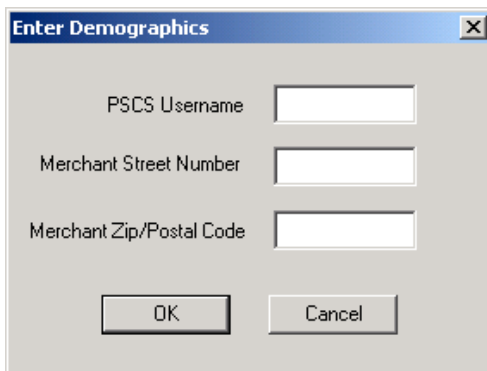 Enter Demographics
PSCS Username
Merchant Street Number
Merchant Zip/Postal Code
OK Cancel